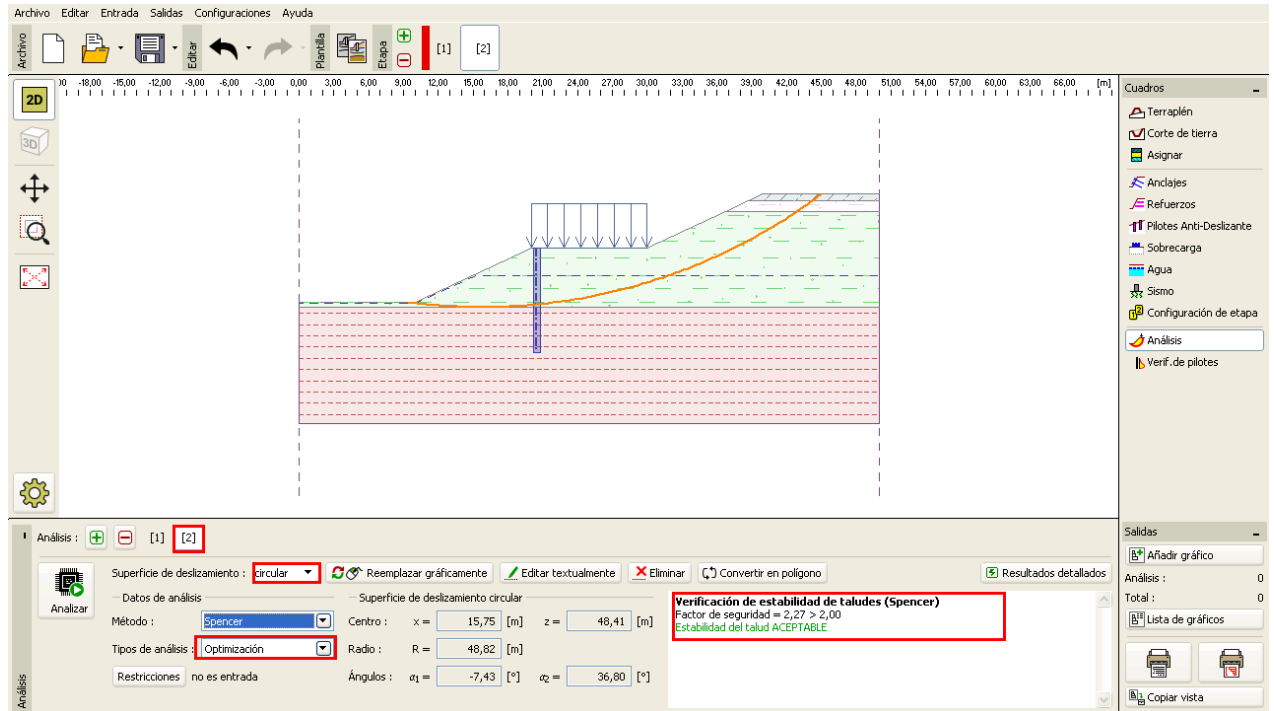 Archivo Editar Entrada Salidas Configuraciones Ayuda
Archivo
Editar
Plantilla
Etapa
[1] [2]
-18,00 -15,00 -12,00 -9,00 -6,00 -3,00 0,00 3,00 6,00 9,00 12,00 15,00 18,00 21,00 24,00 27,00 30,00 33,00 36,00 39,00 42,00 45,00 48,00 51,00 54,00 57,00 60,00 63,00 66,00 [m]
2D
3D
Cuadros
Terraplén
Corte de tierra
Asignar
Anclajes
Refuerzos
Pilotes Anti-Deslizante
Sobrecarga
Agua
Sismo
Configuración de etapa
Análisis
Verif.de pilotes
Análisis : [1] [2]
Analizar
Superficie de deslizamiento : circular Reemplazar gráficamente Editar textualmente Eliminar Convertir en polígono Resultados detallados
Datos de análisis
Método : Spencer
Tipos de análisis : Optimización
Restricciones no es entrada
Superficie de deslizamiento circular
Centro : x = 15,75 [m] z = 48,41 [m]
Radio : R = 48,82 [m]
Ángulos : α1 = -7,43 [°] α2 = 36,80 [°]
Verificación de estabilidad de taludes (Spencer)
Factor de seguridad = 2,27 > 2,00
Estabilidad del talud ACEPTABLE
Análisis
Salidas
Añadir gráfico
Análisis : 0
Total : 0
Lista de gráficos
Copiar vista